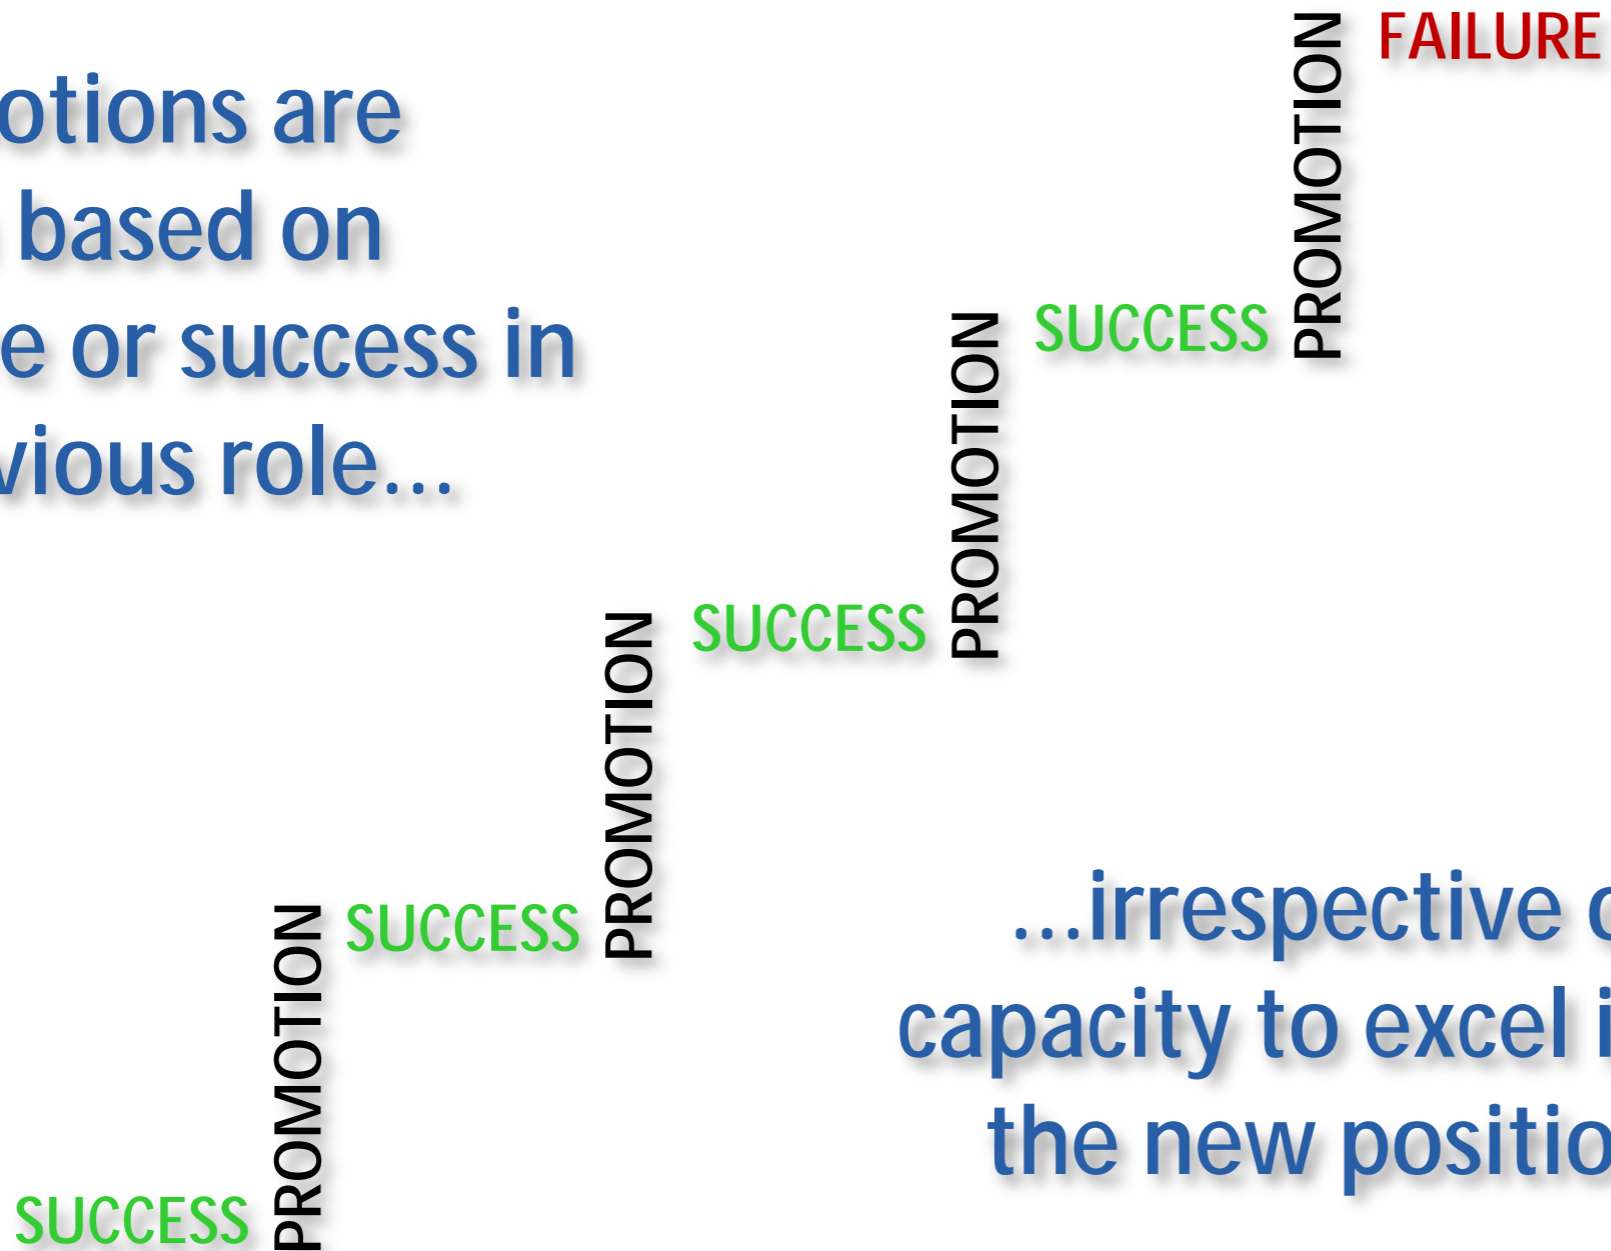 otions are
based on
e or success in
vious role...
FAILURE
PROMOTION
SUCCESS
PROMOTION
SUCCESS
PROMOTION
SUCCESS
PROMOTION
SUCCESS
...irrespective
capacity to excel i
the new positio